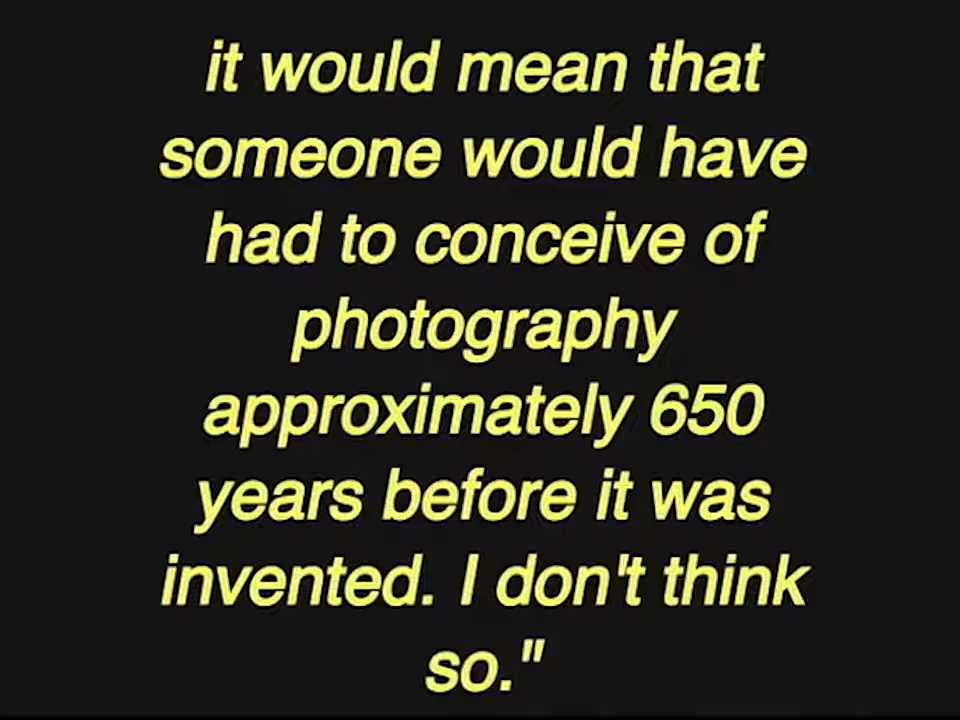 it would mean that
someone would have
had to conceive of
photography
approximately 650
years before it was
invented. I don't think
so."